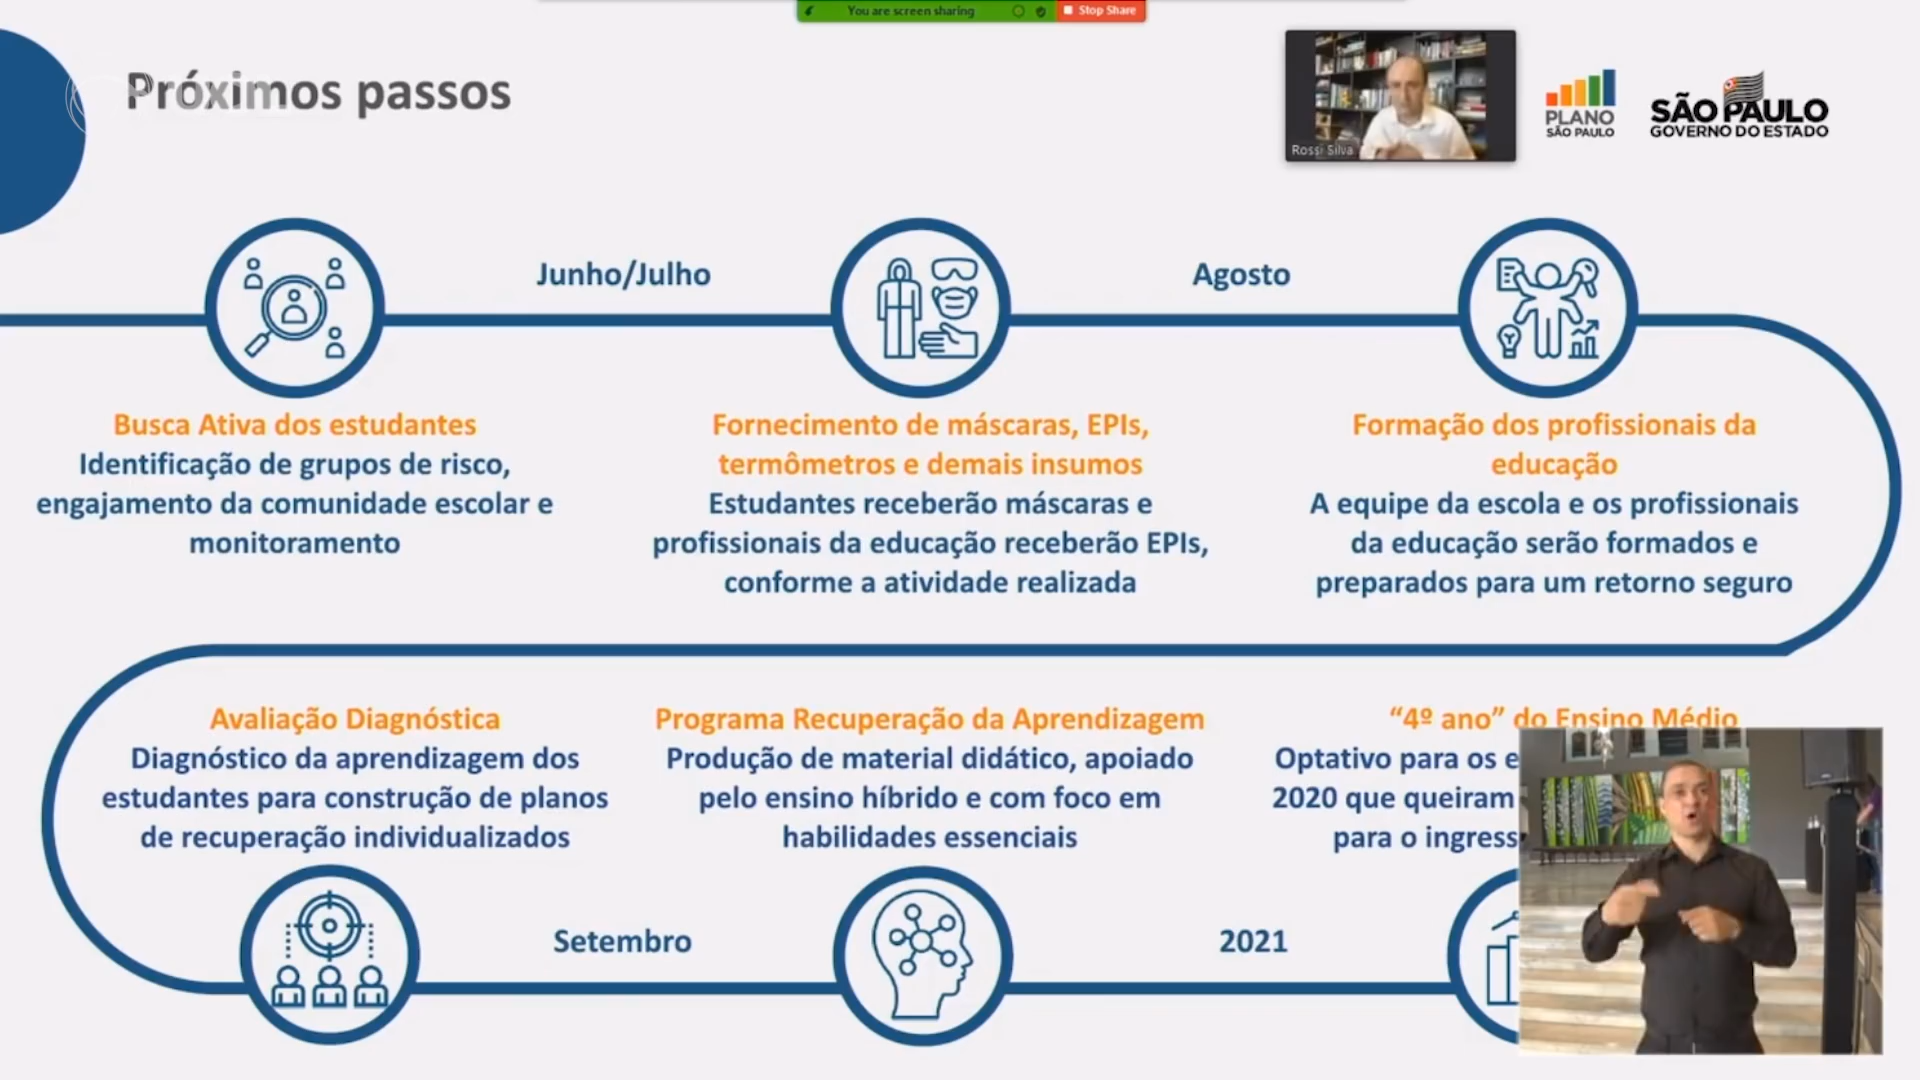 You are screen sharing
Stop Share
Próximos passos
Rossi Silva
PLANO
SÃO PAULO
SÃO PAULO
GOVERNO DO ESTADO
Junho/Julho
Agosto
Busca Ativa dos estudantes
Identificação de grupos de risco,
engajamento da comunidade escolar e
monitoramento
Fornecimento de máscaras, EPIs,
termômetros e demais insumos
Estudantes receberão máscaras e
profissionais da educação receberão EPIs,
conforme a atividade realizada
Formação dos profissionais da
educação
A equipe da escola e os profissionais
da educação serão formados e
preparados para um retorno seguro
Avaliação Diagnóstica
Diagnóstico da aprendizagem dos
estudantes para construção de planos
de recuperação individualizados
Programa Recuperação da Aprendizagem
Produção de material didático, apoiado
pelo ensino híbrido e com foco em
habilidades essenciais
“4º ano” do Ensino Médio
Optativo para os
2020 que queiram
para o
Setembro
2021